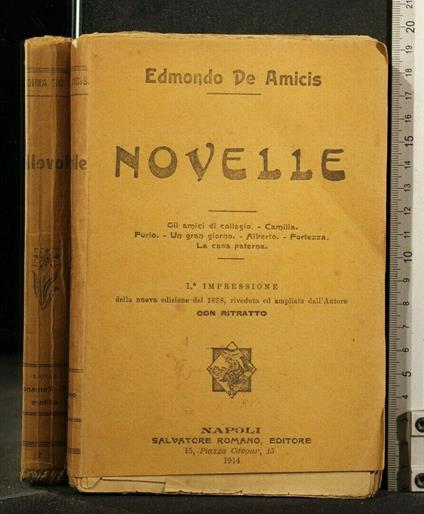 Edmondo De Amicis
NOVELLE
Gli amici di collegio. - Camilla.
Furio. - Un gran giorno. - Alberto. - Fortezza.
La casa paterna.
1.ª IMPRESSIONE
della nuova edizione del 1878, riveduta ed ampliata dall'Autore
CON RITRATTO
NAPOLI
SALVATORE ROMANO, EDITORE
15, Piazza Cavour, 15
1914